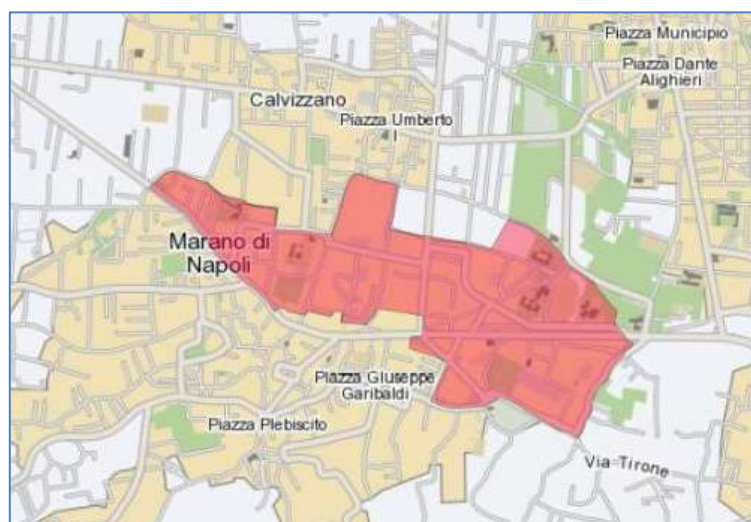 Piazza Municipio
Piazza Dante
Alighieri
Calvizzano
Piazza Umberto
I
Marano di
Napoli
Piazza Giuseppe
Garibaldi
Piazza Plebiscito
Via Tirone